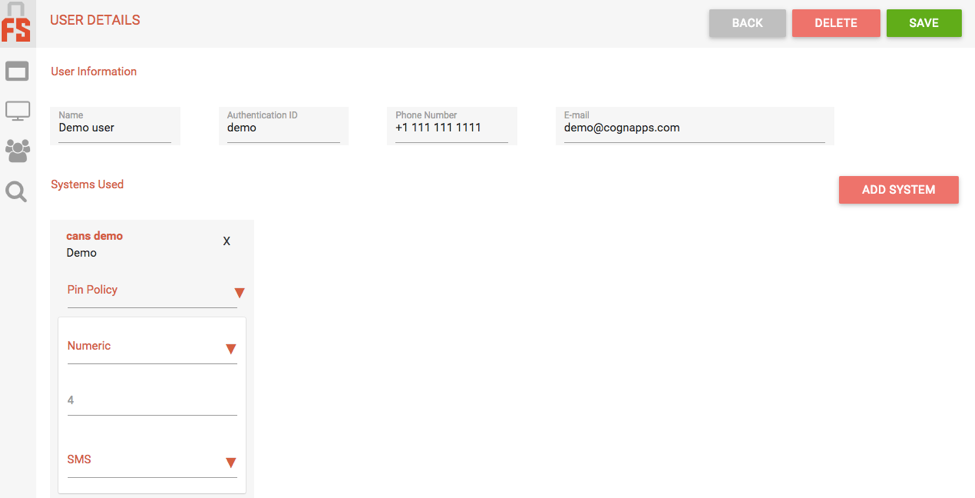 FS
USER DETAILS
BACK
DELETE
SAVE
User Information
Name
Demo user
Authentication ID
demo
Phone Number
+1 111 111 1111
E-mail
demo@cognapps.com
Systems Used
ADD SYSTEM
cans demo
X
Demo
Pin Policy
Numeric
4
SMS